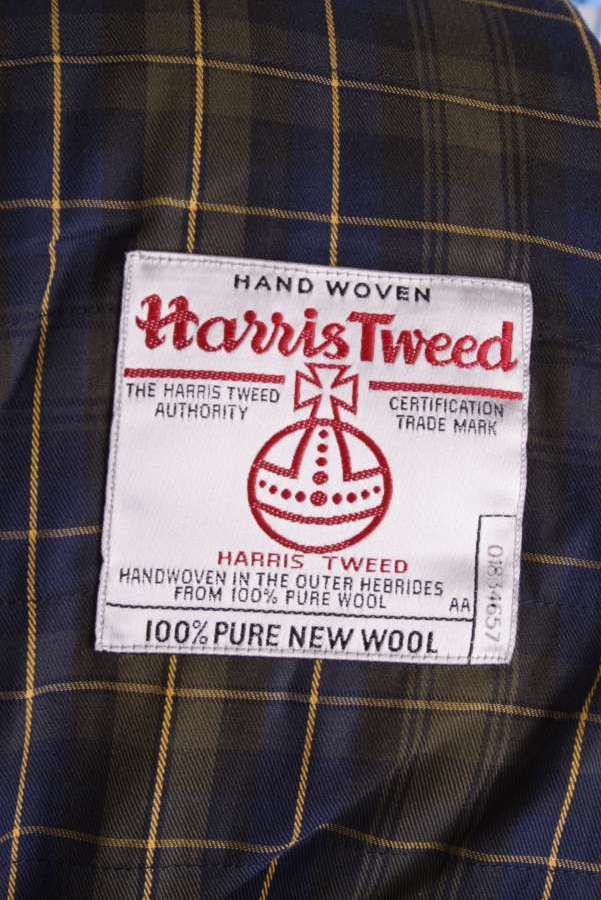 HAND WOVEN
Harris Tweed
THE HARRIS TWEED
AUTHORITY
CERTIFICATION
TRADE MARK
HARRIS TWEED
HANDWOVEN IN THE OUTER HEBRIDES
FROM 100% PURE WOOL
AA
01834657
100% PURE NEW WOOL